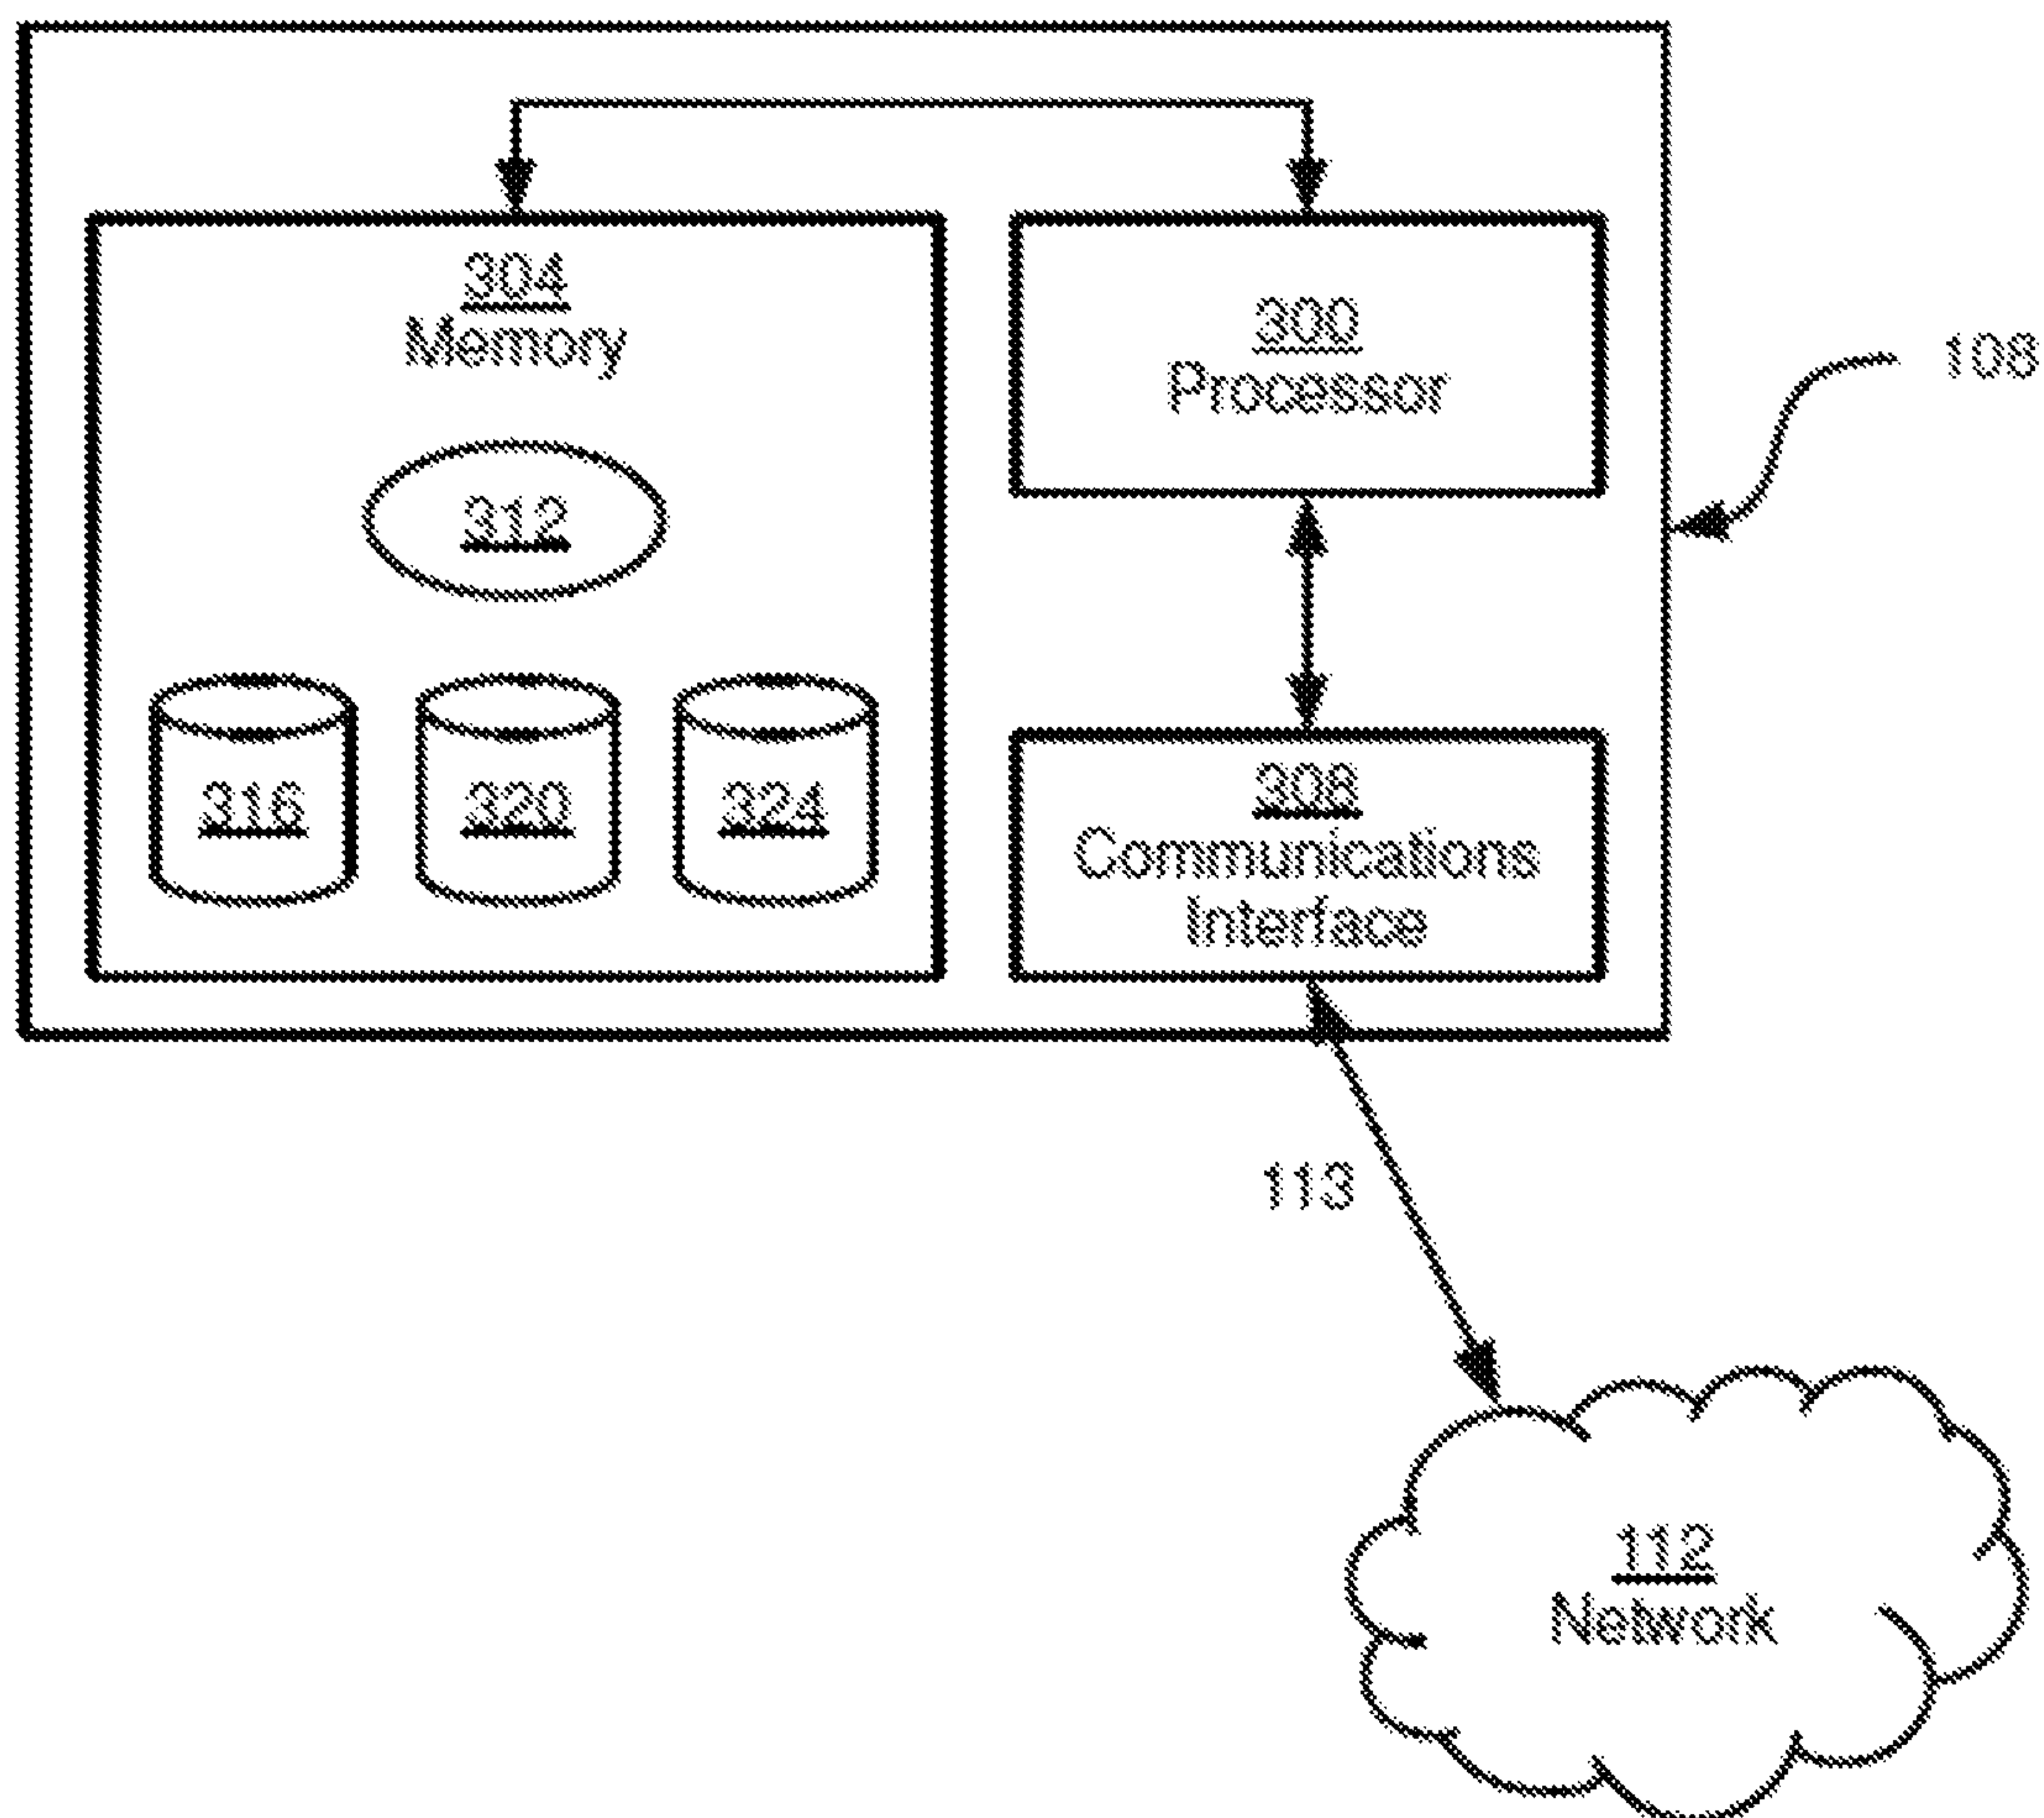 304
Memory
300
Processor
108
312
316
320
324
308
Communications
Interface
113
112
Network